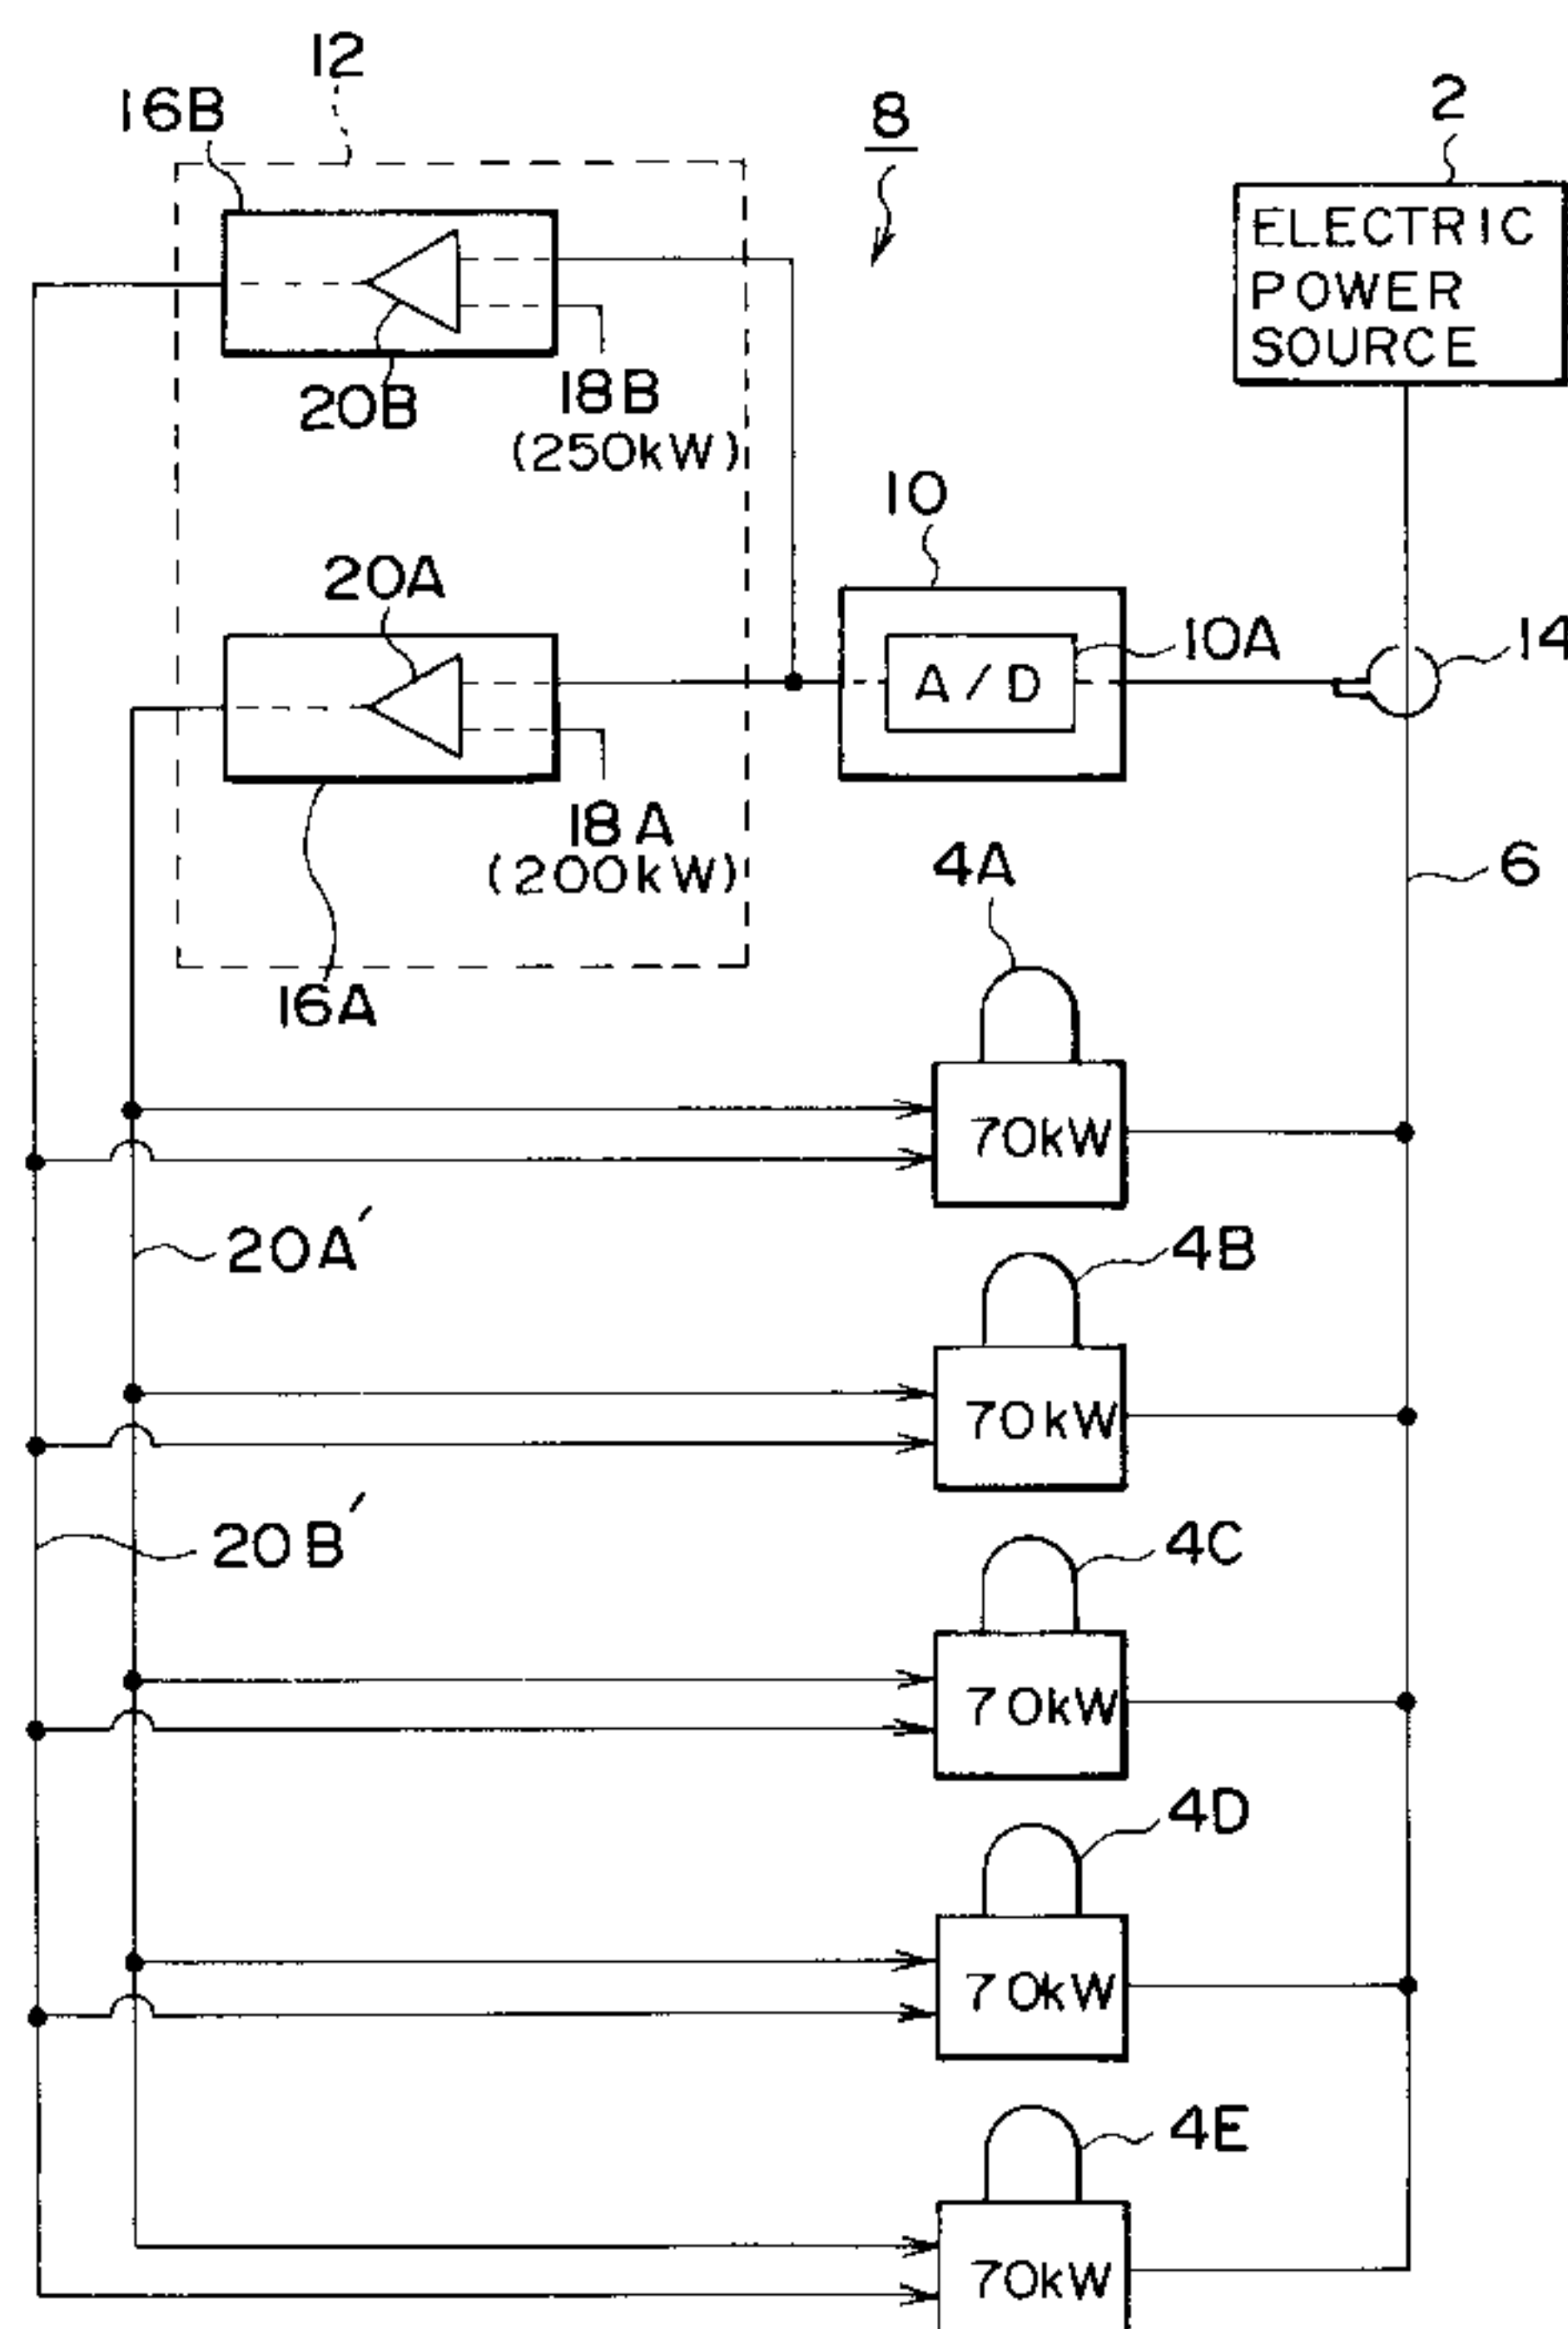 12
16B
8
2
ELECTRIC
POWER
SOURCE
20B
18B
(250kW)
10
20A
10A
14
A/D
18A
(200kW)
4A
6
16A
70kW
20A'
4B
70kW
20B'
4C
70kW
4D
70kW
4E
70kW